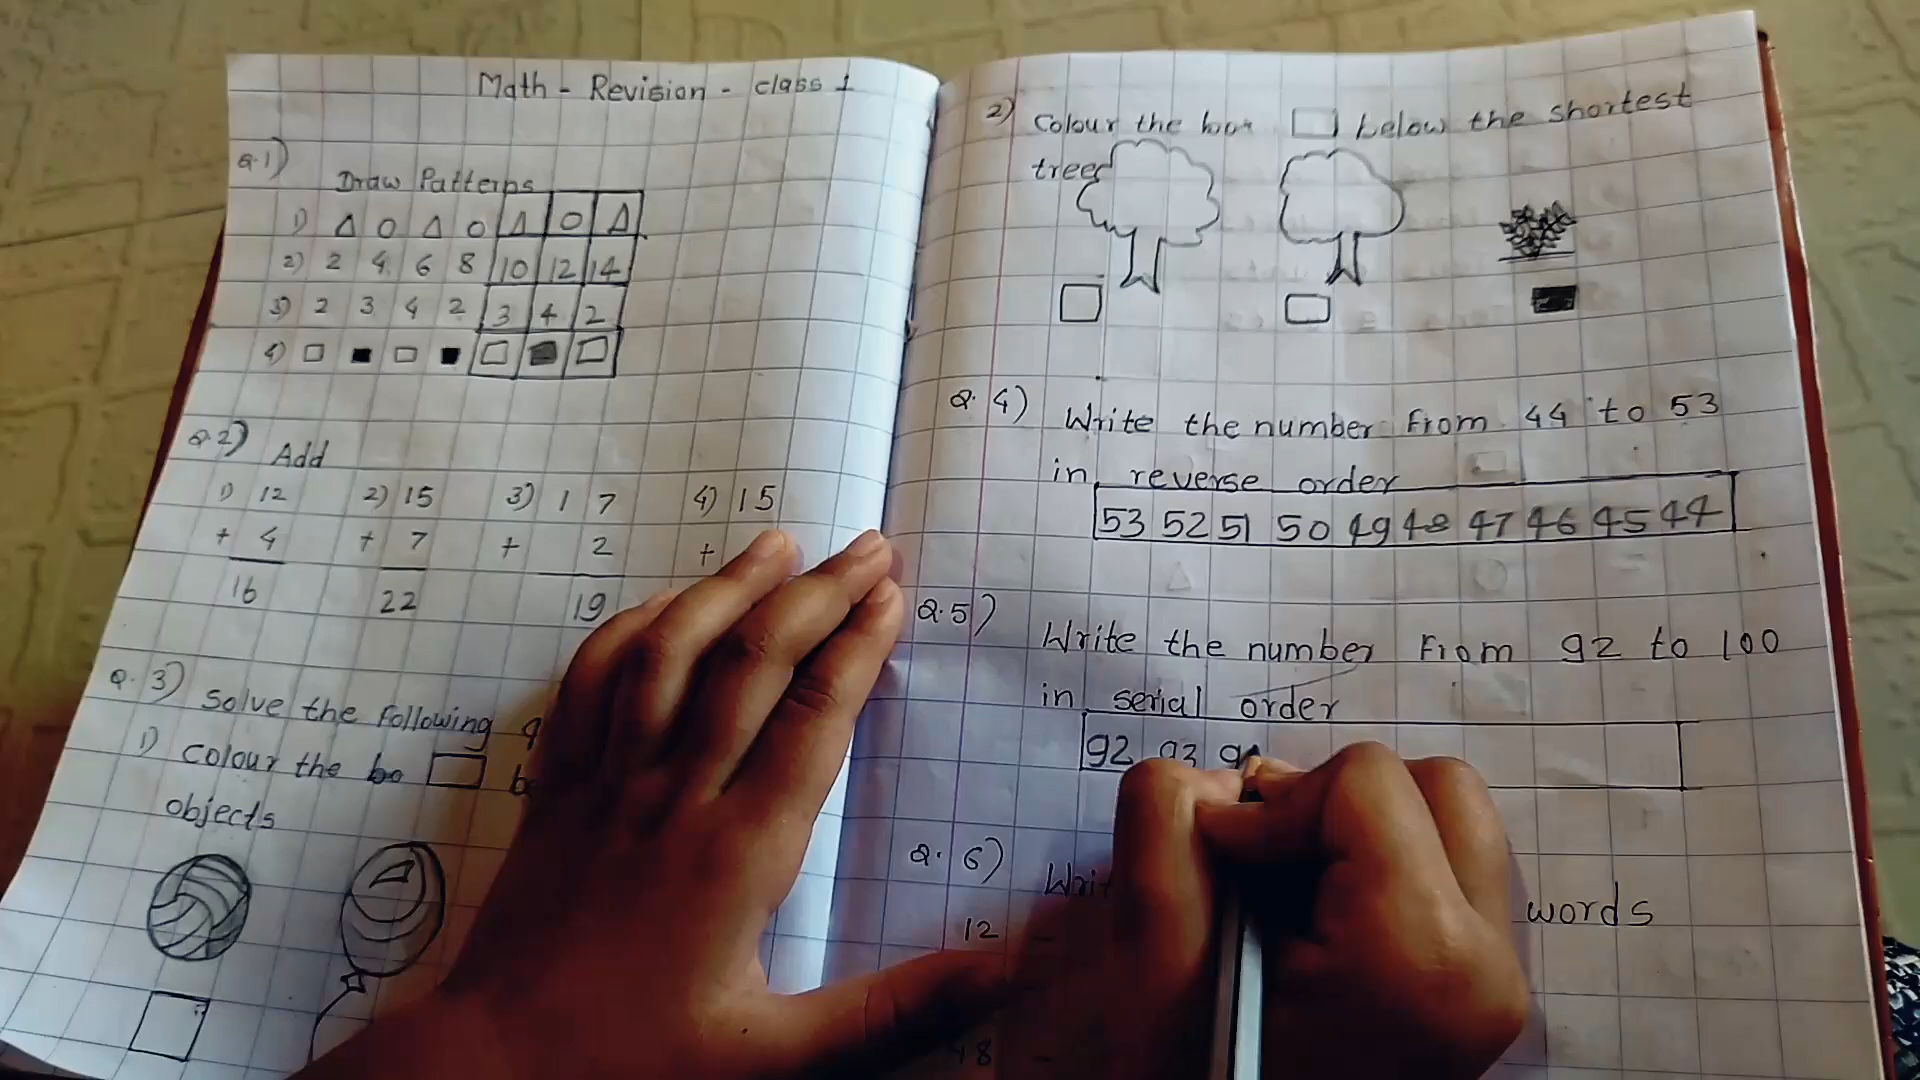 Math - Revision - class 1
Q.1)
Draw Patterns
1) Δ O Δ O Δ O Δ
2) 2 4 6 8 10 12 14
3) 2 3 4 2 3 4 2
4)
Q.2) Add
1) 12 2) 15 3) 17 4) 15
+ 4 + 7 + 2 +
16 22 19
Q. 3) Solve the following
1) colour the bo
objects
2) Colour the box below the shortest
tree
Q. 4) Write the number From 44 to 53
in reverse order
53 52 51 50 49 48 47 46 45 44
Q.5)
Write the number From 92 to 100
in serial order
92 93
Q. 6) words
12 -